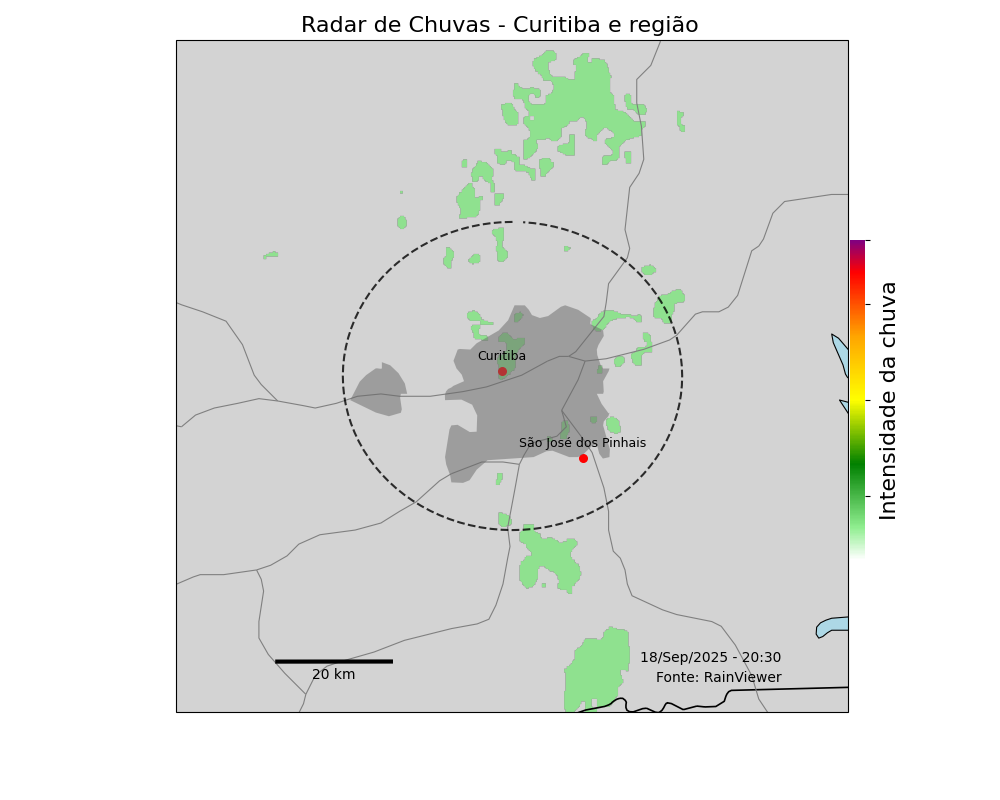 Radar de Chuvas - Curitiba e região
Curitiba
São José dos Pinhais
Intensidade da chuva
18/Sep/2025 - 20:30
Fonte: RainViewer
20 km